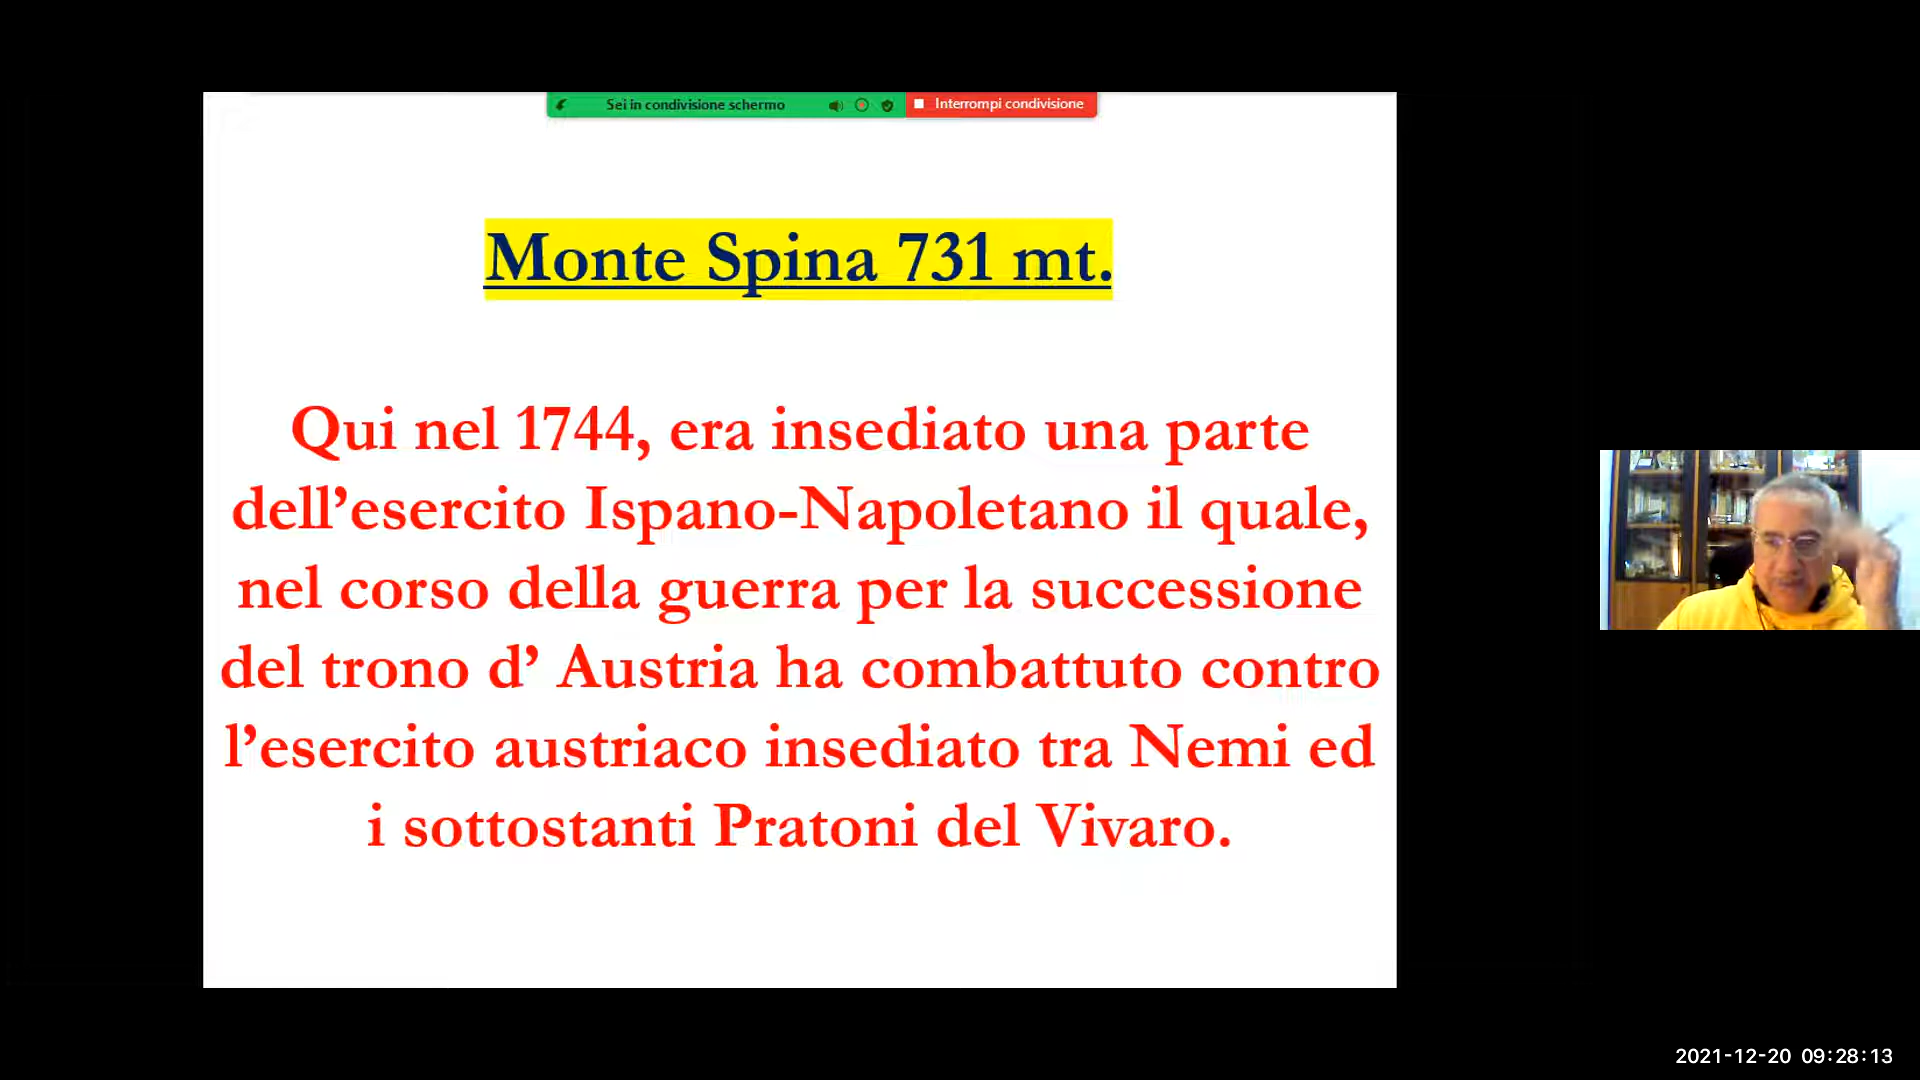 Sei in condivisione schermo
Interrompi condivisione
Monte Spina 731 mt.
Qui nel 1744, era insediato una parte
dell’esercito Ispano-Napoletano il quale,
nel corso della guerra per la successione
del trono d’ Austria ha combattuto contro
l’esercito austriaco insediato tra Nemi ed
i sottostanti Pratoni del Vivaro.
2021-12-20 09:28:13